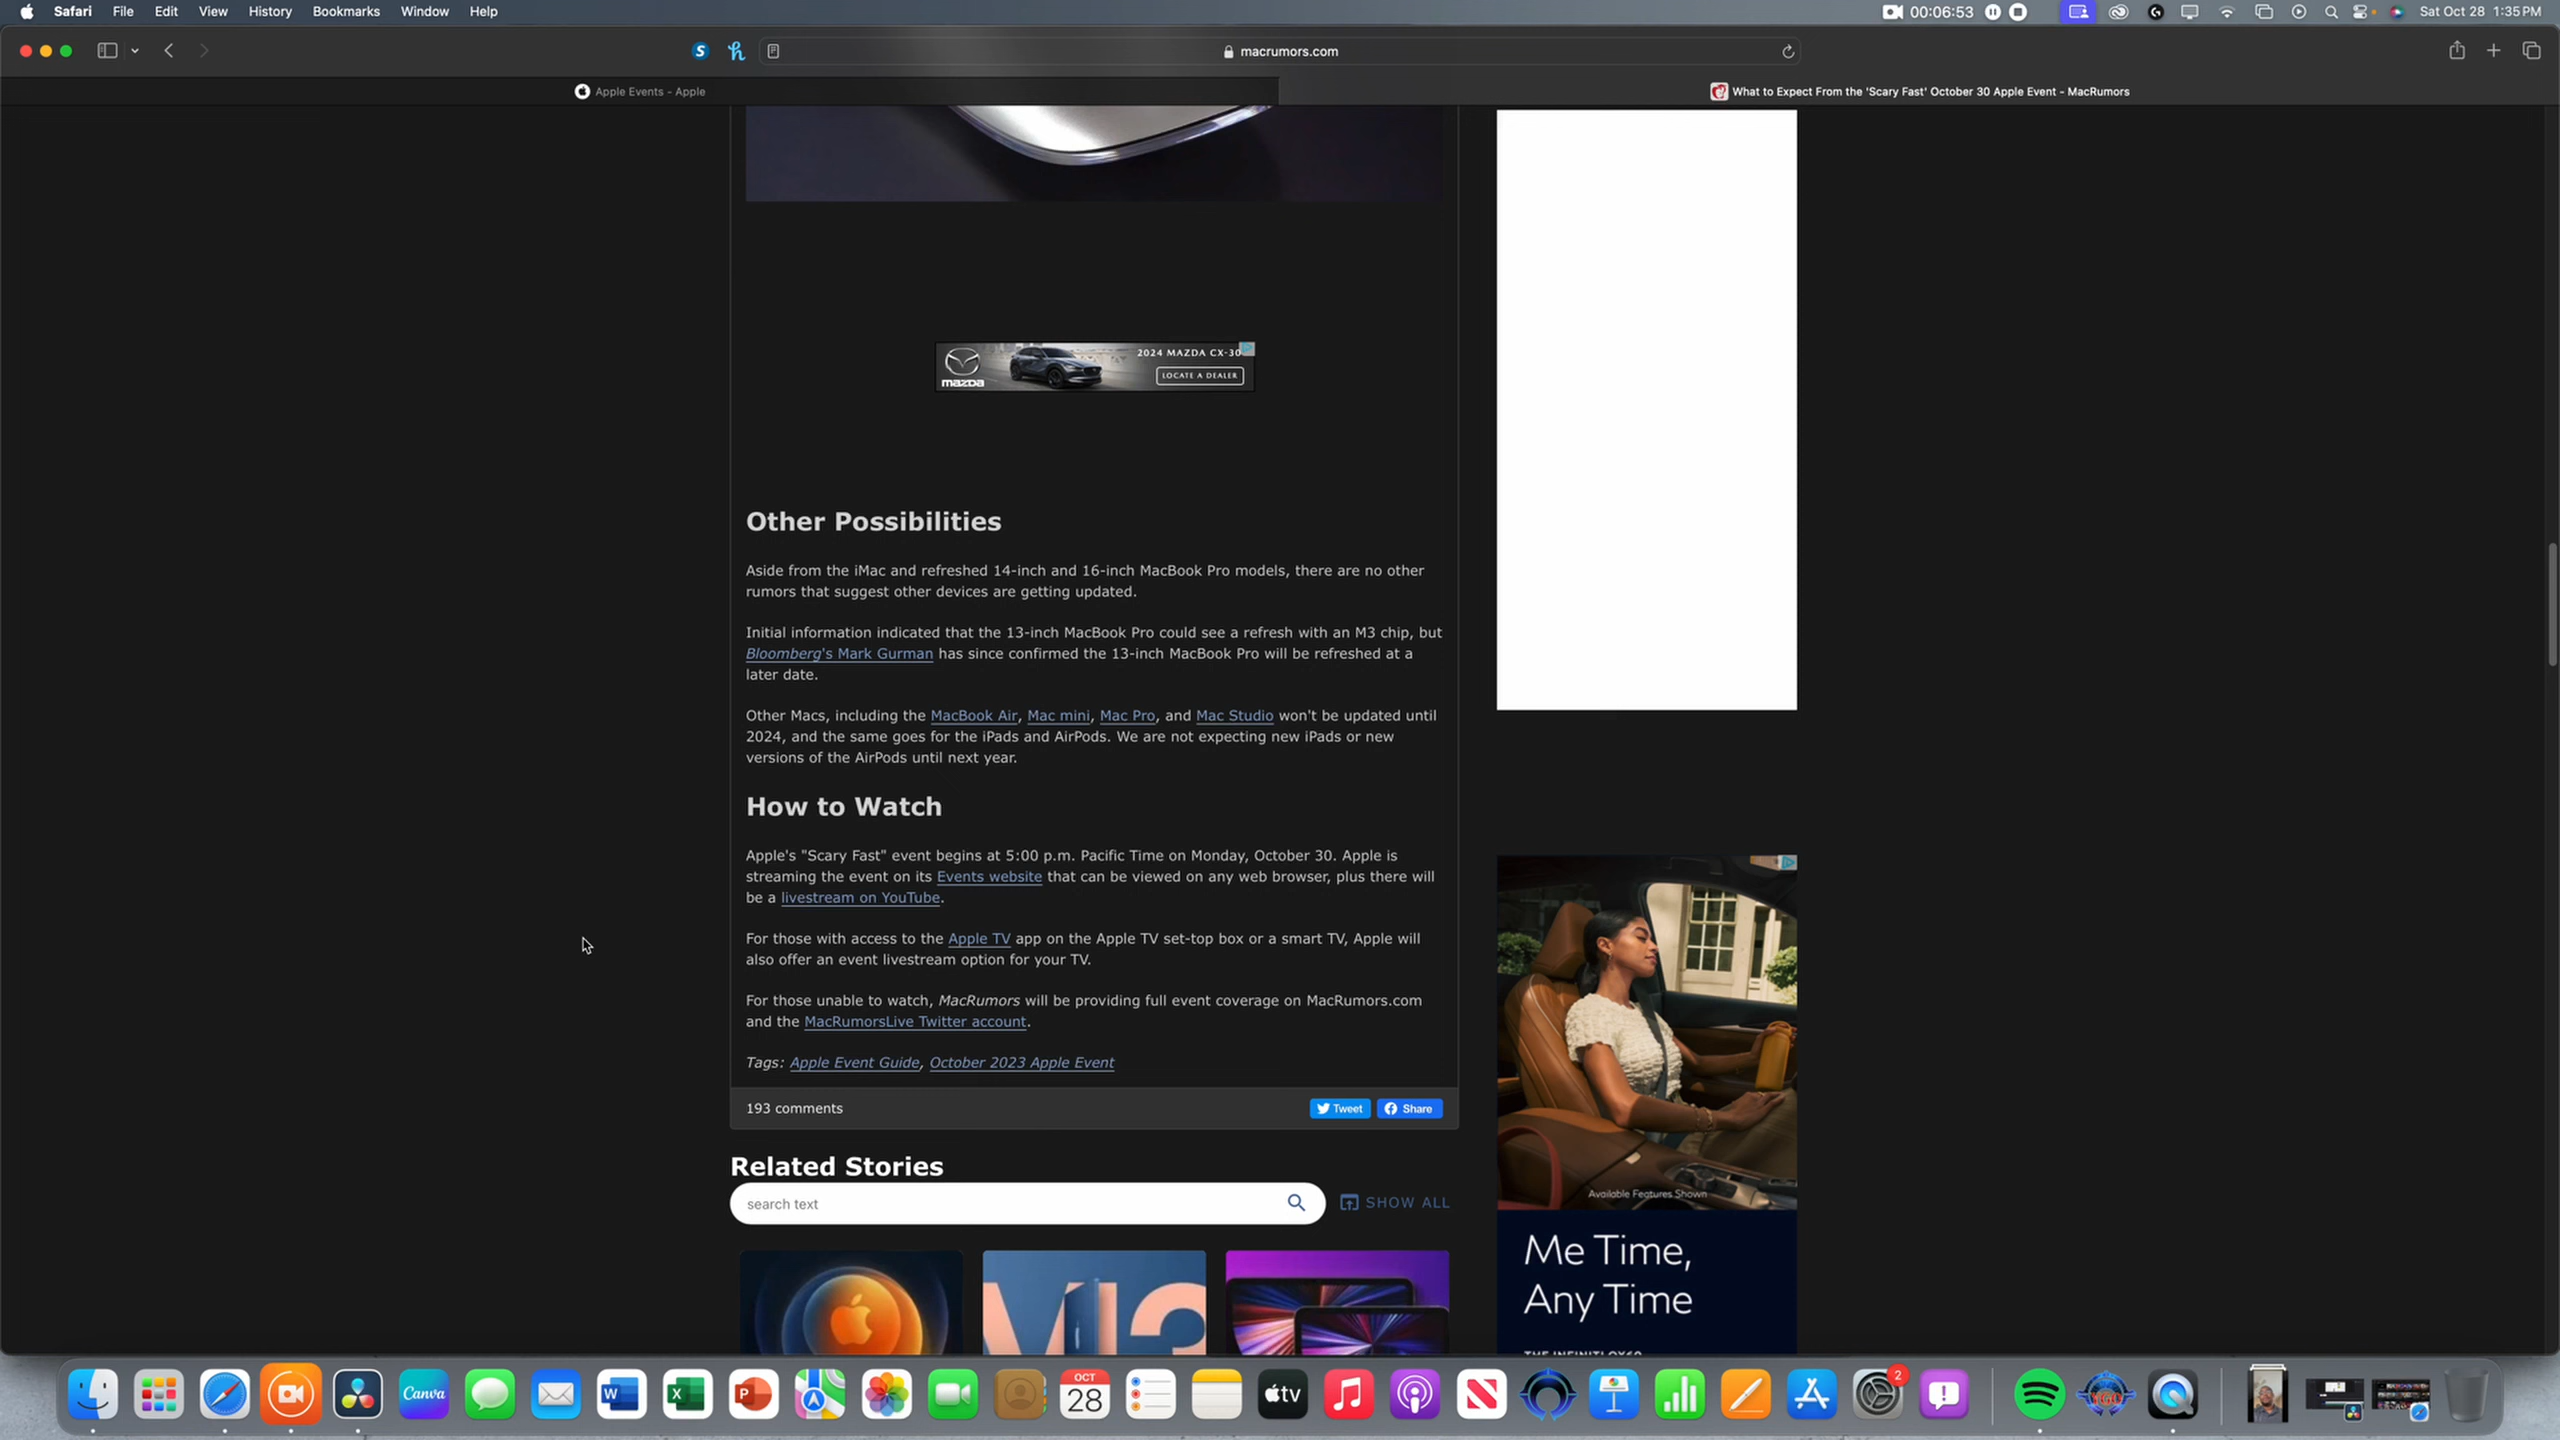 Safari File Edit View History Bookmarks Window Help 00:06:53 Sat Oct 28 1:35 PM
macrumors.com
Apple Events - Apple What to Expect From the 'Scary Fast' October 30 Apple Event - MacRumors
2024 MAZDA CX-30
mazda LOCATE A DEALER
Other Possibilities
Aside from the iMac and refreshed 14-inch and 16-inch MacBook Pro models, there are no other
rumors that suggest other devices are getting updated.
Initial information indicated that the 13-inch MacBook Pro could see a refresh with an M3 chip, but
Bloomberg's Mark Gurman has since confirmed the 13-inch MacBook Pro will be refreshed at a
later date.
Other Macs, including the MacBook Air, Mac mini, Mac Pro, and Mac Studio won't be updated until
2024, and the same goes for the iPads and AirPods. We are not expecting new iPads or new
versions of the AirPods until next year.
How to Watch
Apple's "Scary Fast" event begins at 5:00 p.m. Pacific Time on Monday, October 30. Apple is
streaming the event on its Events website that can be viewed on any web browser, plus there will
be a livestream on YouTube.
For those with access to the Apple TV app on the Apple TV set-top box or a smart TV, Apple will
also offer an event livestream option for your TV.
For those unable to watch, MacRumors will be providing full event coverage on MacRumors.com
and the MacRumorsLive Twitter account.
Tags: Apple Event Guide, October 2023 Apple Event
193 comments Tweet Share
Related Stories
search text SHOW ALL
M3
Available Features Shown
Me Time,
Any Time
Canva W X P OCT 28 tv 2